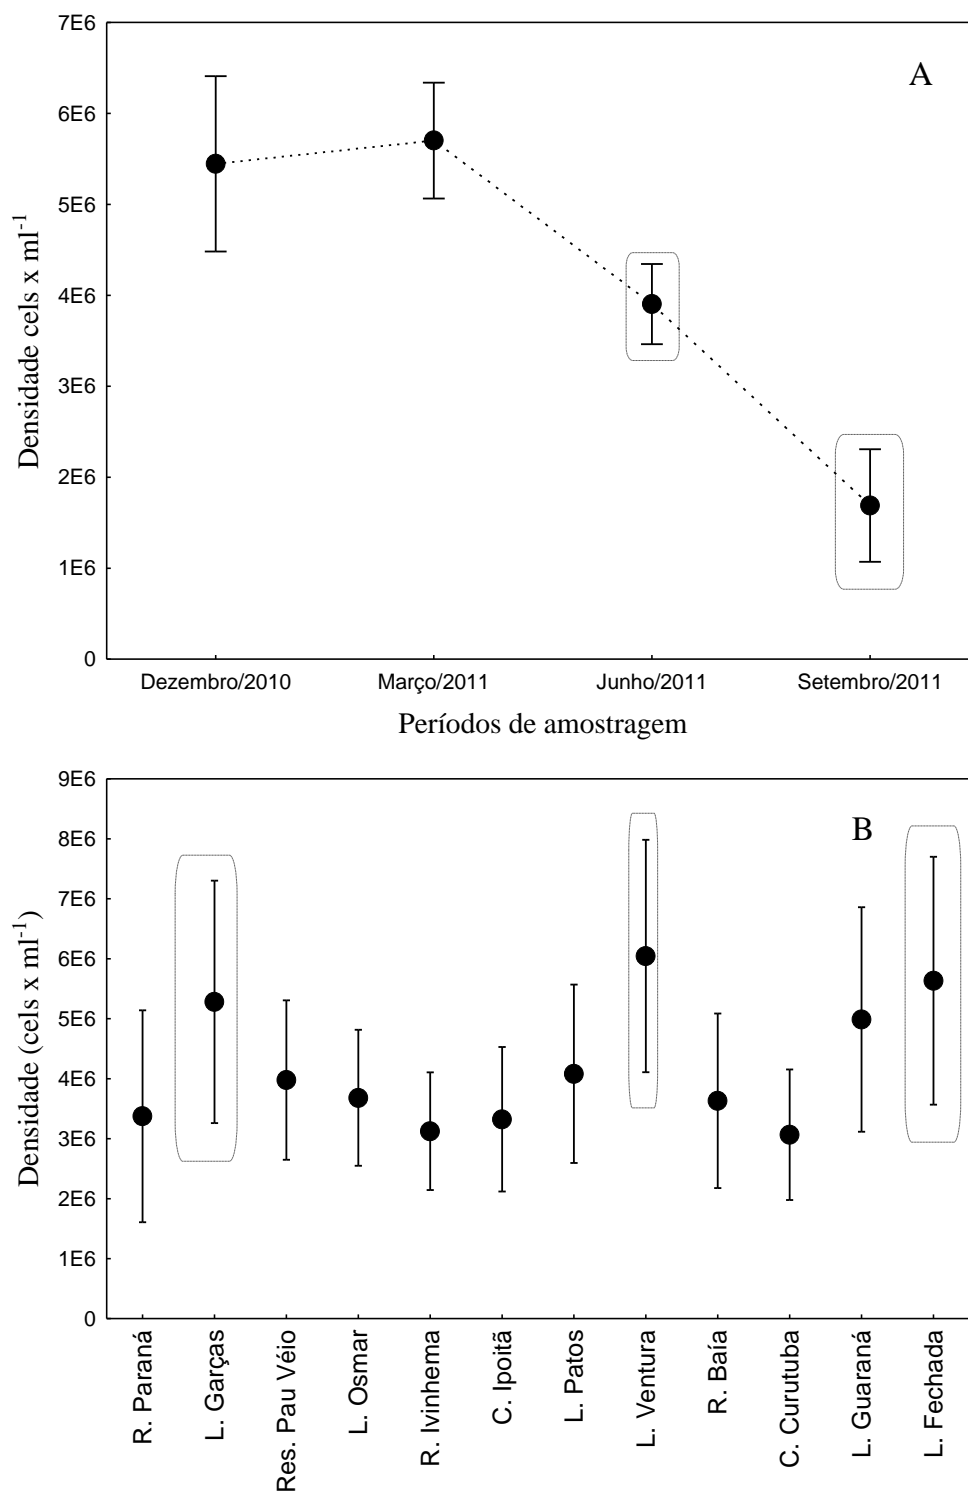 A
7E6
6E6
5E6
4E6
3E6
2E6
1E6
0
Densidade cels x ml⁻¹
Dezembro/2010 Março/2011 Junho/2011 Setembro/2011
Períodos de amostragem
B
9E6
8E6
7E6
6E6
5E6
4E6
3E6
2E6
1E6
0
Densidade (cels x ml⁻¹)
R. Paraná
L. Garças
Res. Pau Véio
L. Osmar
R. Ivinhema
C. Ipoitã
L. Patos
L. Ventura
R. Baía
C. Curutuba
L. Guaraná
L. Fechada